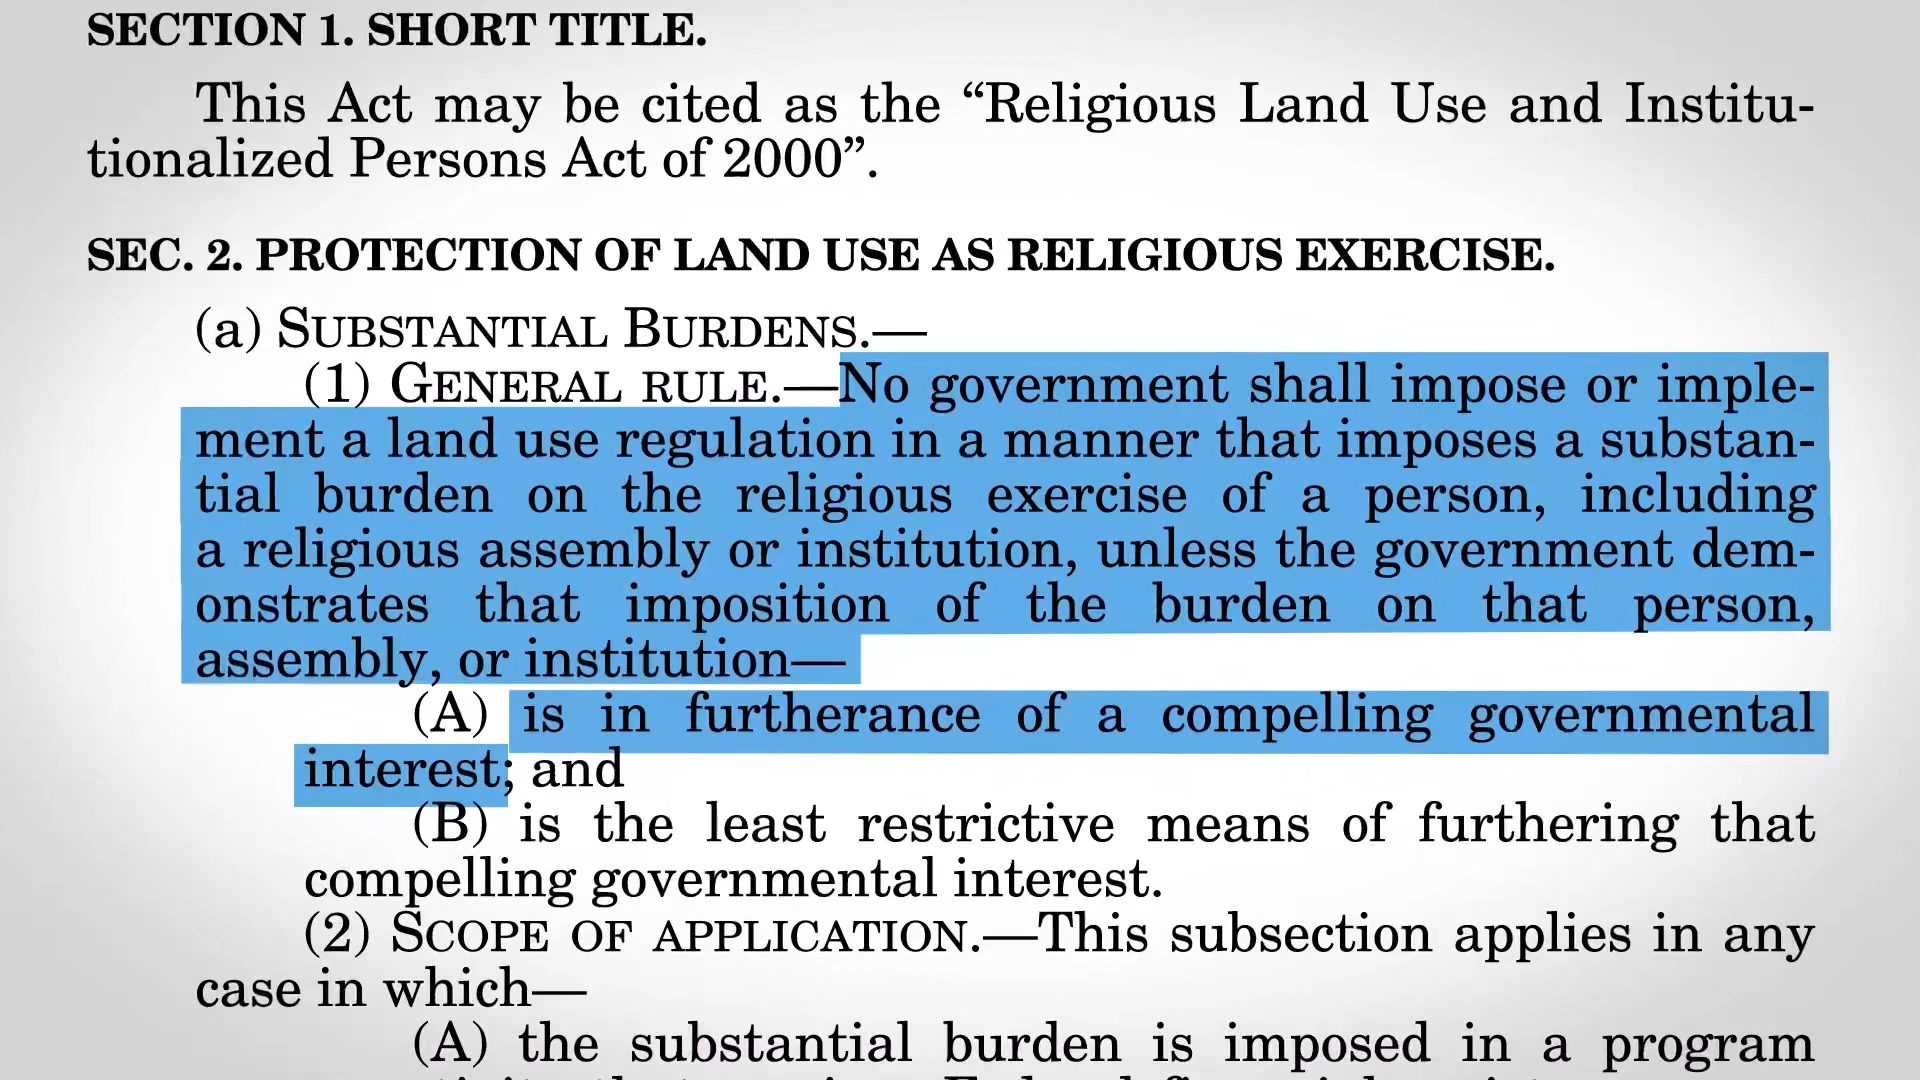 SECTION 1. SHORT TITLE.
This Act may be cited as the “Religious Land Use and Institu-
tionalized Persons Act of 2000”.
SEC. 2. PROTECTION OF LAND USE AS RELIGIOUS EXERCISE.
(a) SUBSTANTIAL BURDENS.—
(1) GENERAL RULE.—No government shall impose or imple-
ment a land use regulation in a manner that imposes a substan-
tial burden on the religious exercise of a person, including
a religious assembly or institution, unless the government dem-
onstrates that imposition of the burden on that person,
assembly, or institution—
(A) is in furtherance of a compelling governmental
interest; and
(B) is the least restrictive means of furthering that
compelling governmental interest.
(2) SCOPE OF APPLICATION.—This subsection applies in any
case in which—
(A) the substantial burden is imposed in a program